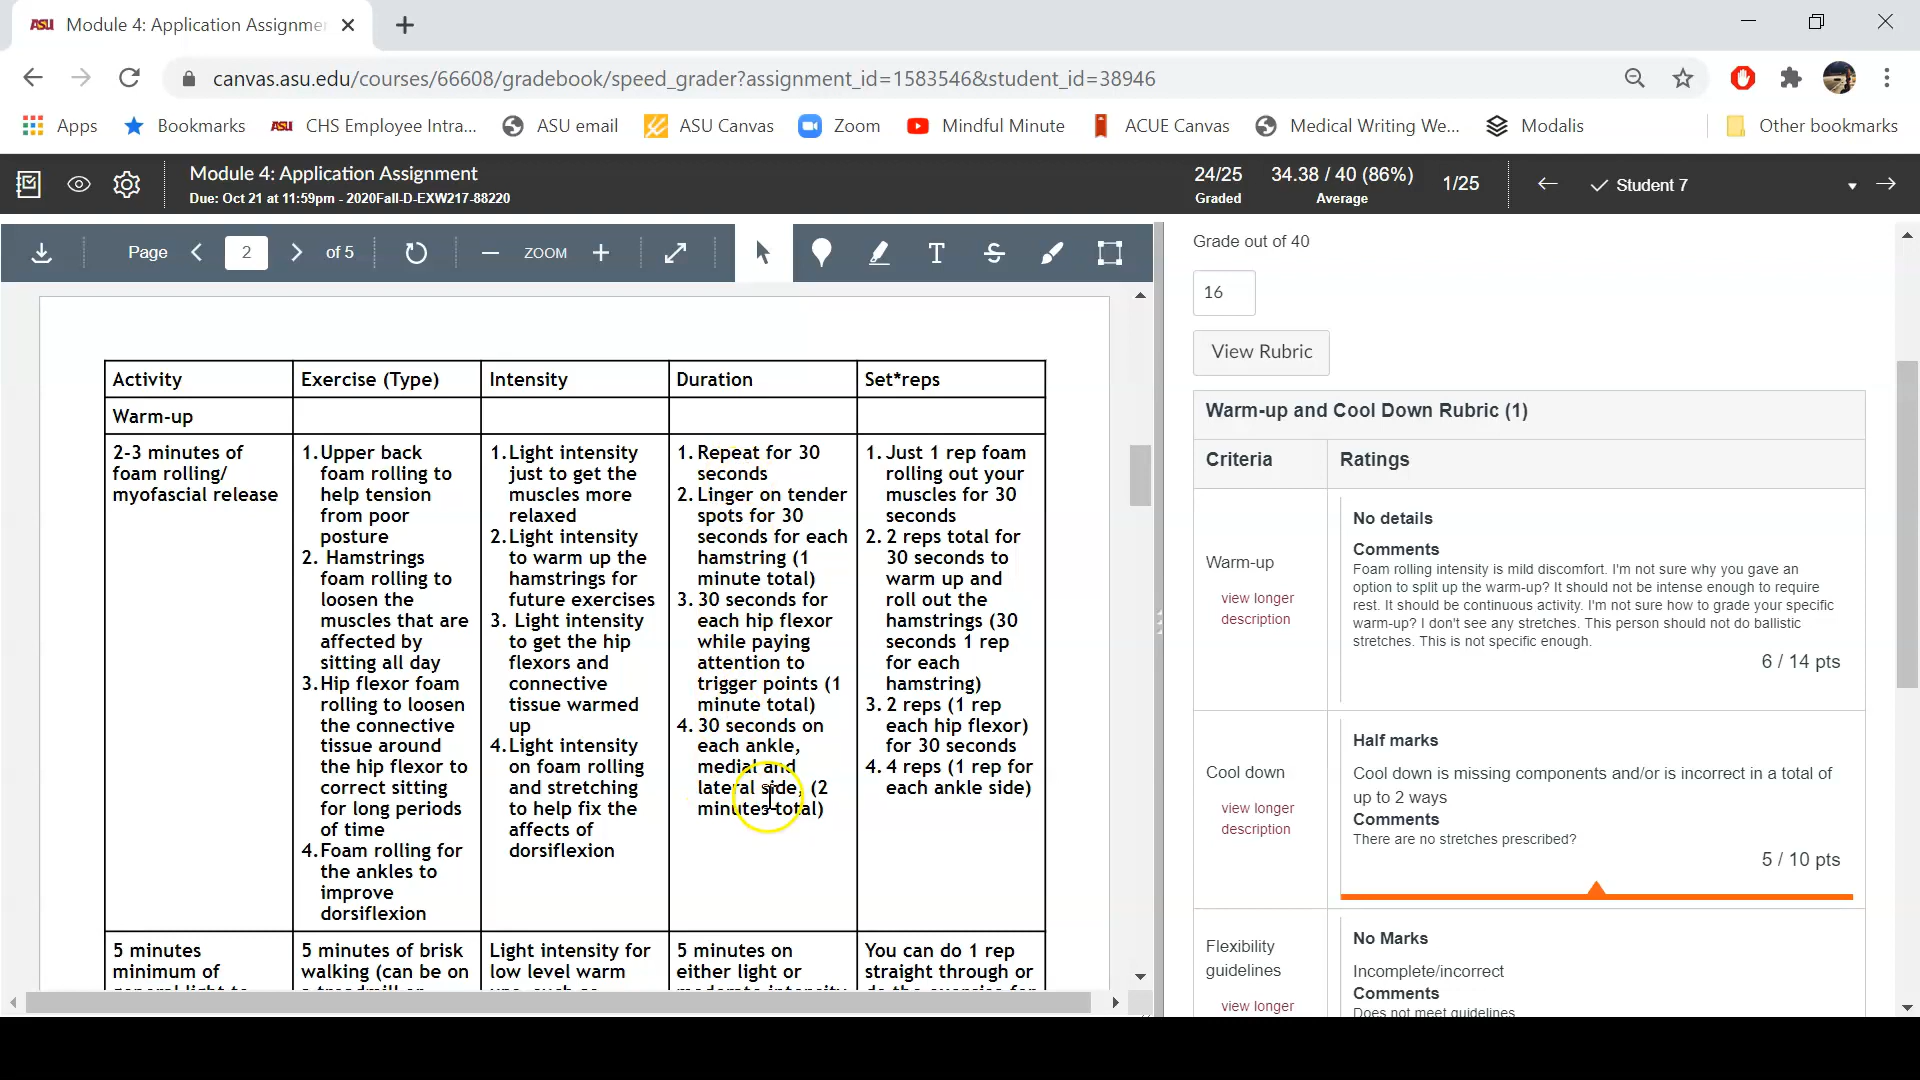 ASU Module 4: Application Assignme
canvas.asu.edu/courses/66608/gradebook/speed_grader?assignment_id=1583546&student_id=38946
Apps Bookmarks ASU CHS Employee Intra... ASU email ASU Canvas Zoom Mindful Minute ACUE Canvas Medical Writing We... Modalis Other bookmarks
Module 4: Application Assignment
Due: Oct 21 at 11:59pm - 2020Fall-D-EXW217-88220
24/25
Graded
34.38 / 40 (86%)
Average
1/25
Student 7
Page 2 of 5 ZOOM
Activity
Exercise (Type)
Intensity
Duration
Set*reps
Warm-up
2-3 minutes of
foam rolling/
myofascial release
1. Upper back
foam rolling to
help tension
from poor
posture
2. Hamstrings
foam rolling to
loosen the
muscles that are
affected by
sitting all day
3. Hip flexor foam
rolling to loosen
the connective
tissue around
the hip flexor to
correct sitting
for long periods
of time
4. Foam rolling for
the ankles to
improve
dorsiflexion
1. Light intensity
just to get the
muscles more
relaxed
2. Light intensity
to warm up the
hamstrings for
future exercises
3. Light intensity
to get the hip
flexors and
connective
tissue warmed
up
4. Light intensity
on foam rolling
and stretching
to help fix the
affects of
dorsiflexion
1. Repeat for 30
seconds
2. Linger on tender
spots for 30
seconds for each
hamstring (1
minute total)
3. 30 seconds for
each hip flexor
while paying
attention to
trigger points (1
minute total)
4. 30 seconds on
each ankle,
medial and
lateral side, (2
minutes total)
1. Just 1 rep foam
rolling out your
muscles for 30
seconds
2. 2 reps total for
30 seconds to
warm up and
roll out the
hamstrings (30
seconds 1 rep
for each
hamstring)
3. 2 reps (1 rep
each hip flexor)
for 30 seconds
4. 4 reps (1 rep for
each ankle side)
5 minutes
minimum of
5 minutes of brisk
walking (can be on
Light intensity for
low level warm
5 minutes on
either light or
moderate intensity
You can do 1 rep
straight through or
Grade out of 40
16
View Rubric
Warm-up and Cool Down Rubric (1)
Criteria
Ratings
Warm-up
view longer
description
No details
Comments
Foam rolling intensity is mild discomfort. I'm not sure why you gave an
option to split up the warm-up? It should not be intense enough to require
rest. It should be continuous activity. I'm not sure how to grade your specific
warm-up? I don't see any stretches. This person should not do ballistic
stretches. This is not specific enough.
6 / 14 pts
Cool down
view longer
description
Half marks
Cool down is missing components and/or is incorrect in a total of
up to 2 ways
Comments
There are no stretches prescribed?
5 / 10 pts
Flexibility
guidelines
view longer
No Marks
Incomplete/incorrect
Comments
Does not meet guidelines